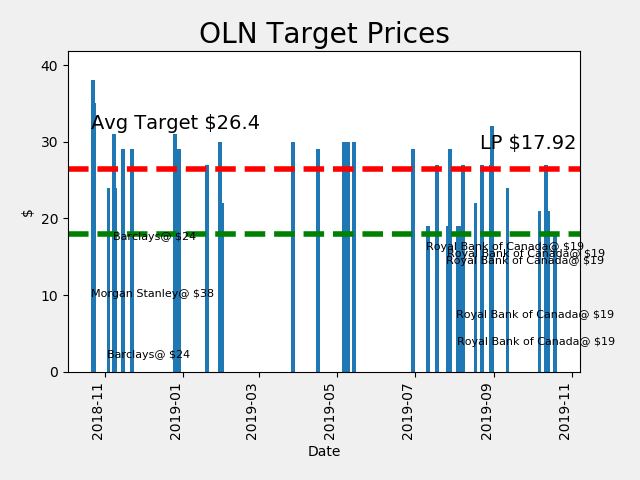 OLN Target Prices
$
40
30
20
10
0
Avg Target $26.4
LP $17.92
Barclays@ $24
Royal Bank of Canada@ $19
Royal Bank of Canada@ $19
Royal Bank of Canada@ $19
Morgan Stanley@ $38
Royal Bank of Canada@ $19
Royal Bank of Canada@ $19
Barclays@ $24
2018-11
2019-01
2019-03
2019-05
2019-07
2019-09
2019-11
Date